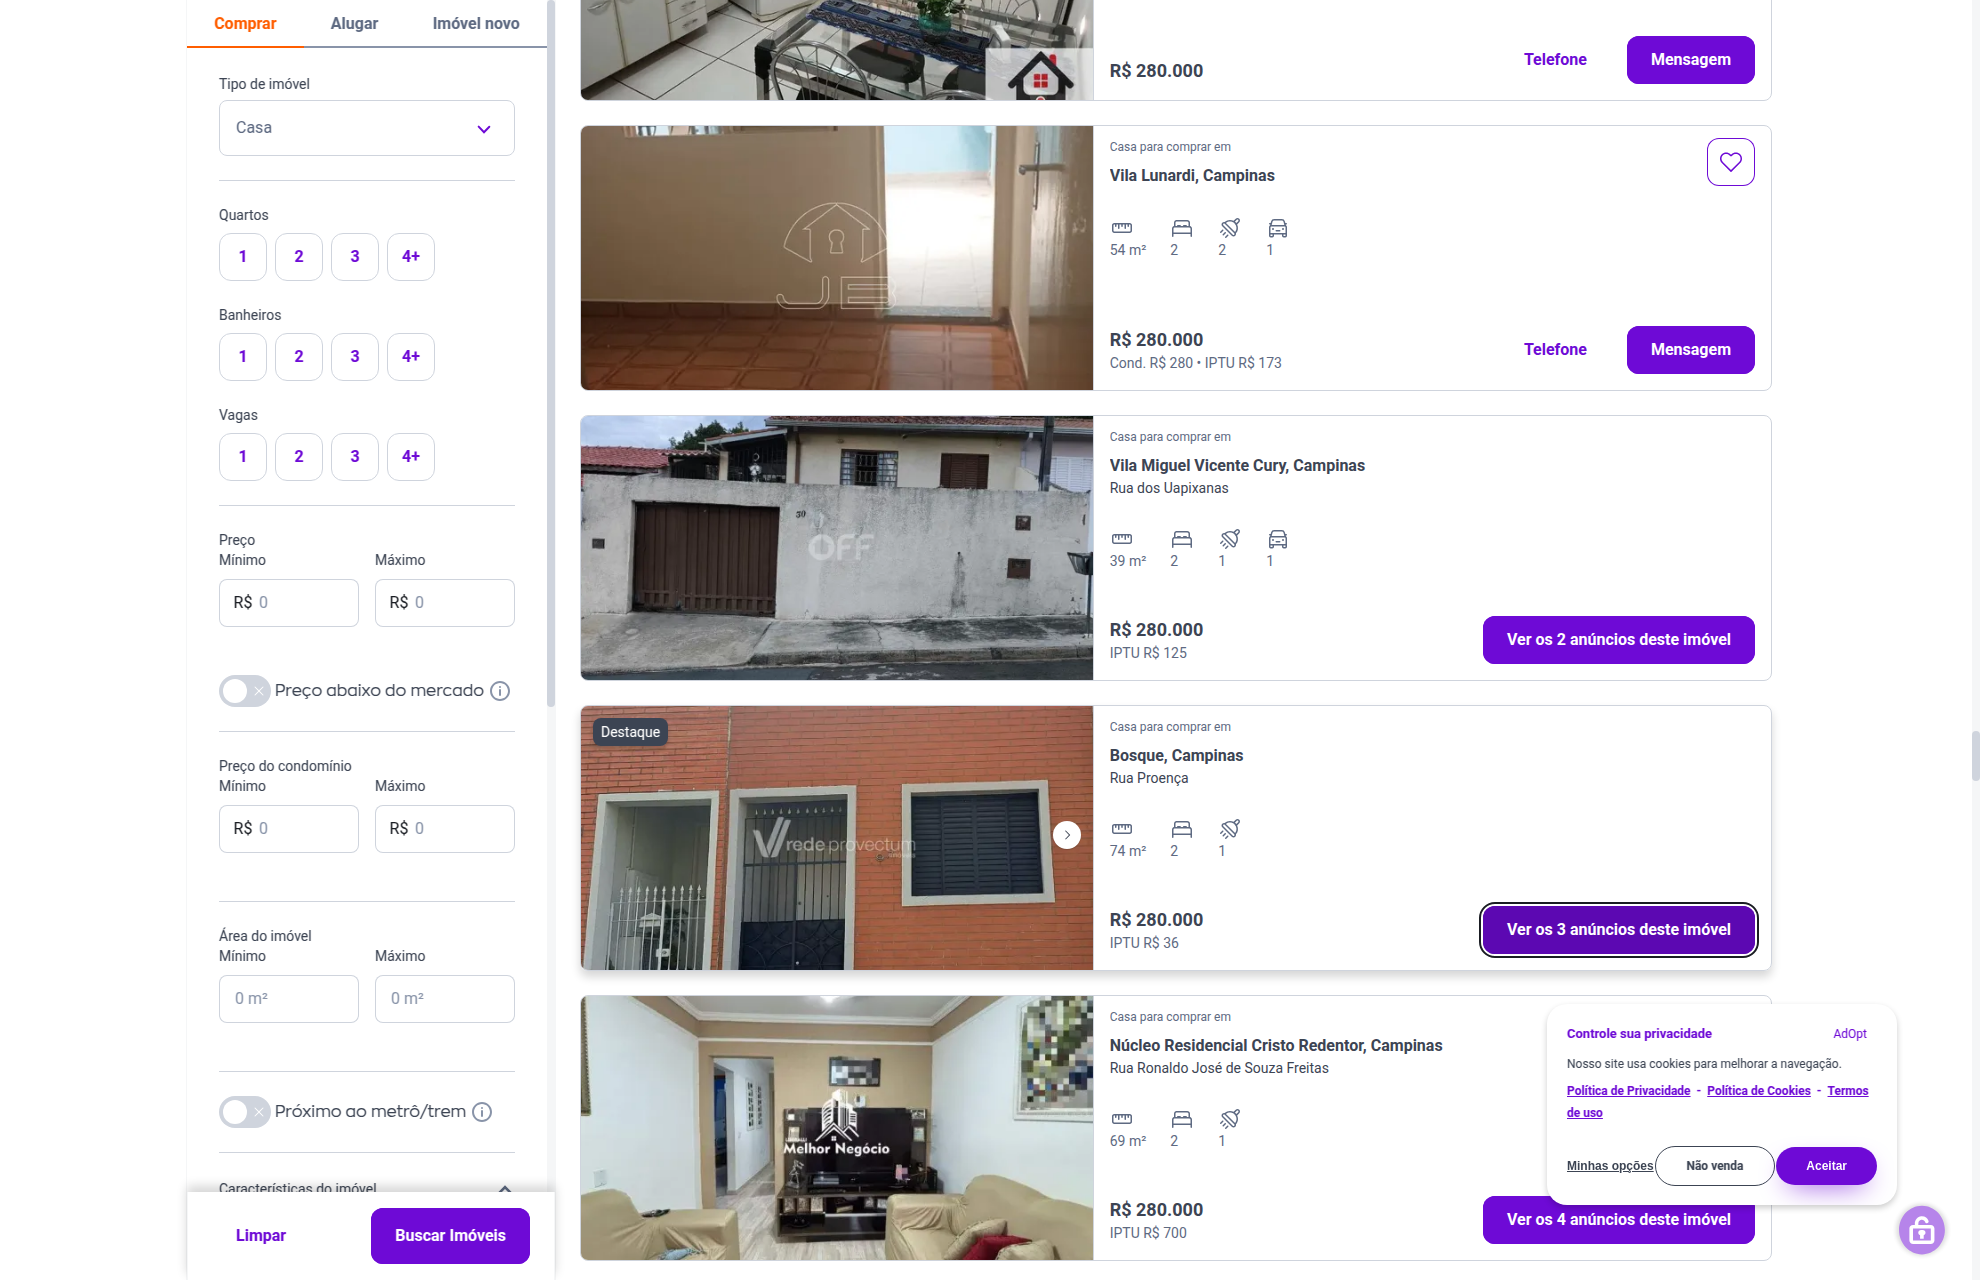 Comprar
Alugar
Imóvel novo
Tipo de imóvel
Casa
Quartos
1
2
3
4+
Banheiros
1
2
3
4+
Vagas
1
2
3
4+
Preço
Mínimo
Máximo
R$ 0
R$ 0
Preço abaixo do mercado
Preço do condomínio
Mínimo
Máximo
R$ 0
R$ 0
Área do imóvel
Mínimo
Máximo
0 m²
0 m²
Próximo ao metrô/trem
Características do imóvel
Limpar
Buscar Imóveis
R$ 280.000
Telefone
Mensagem
JB
Casa para comprar em
Vila Lunardi, Campinas
54 m²
2
2
1
R$ 280.000
Cond. R$ 280 • IPTU R$ 173
Telefone
Mensagem
30
OFF
Casa para comprar em
Vila Miguel Vicente Cury, Campinas
Rua dos Uapixanas
39 m²
2
1
1
R$ 280.000
IPTU R$ 125
Ver os 2 anúncios deste imóvel
Destaque
rede provectum
Casa para comprar em
Bosque, Campinas
Rua Proença
74 m²
2
1
R$ 280.000
IPTU R$ 36
Ver os 3 anúncios deste imóvel
Melhor Negócio
Casa para comprar em
Núcleo Residencial Cristo Redentor, Campinas
Rua Ronaldo José de Souza Freitas
69 m²
2
1
R$ 280.000
IPTU R$ 700
Ver os 4 anúncios deste imóvel
Controle sua privacidade
AdOpt
Nosso site usa cookies para melhorar a navegação.
Política de Privacidade - Política de Cookies - Termos
de uso
Minhas opções
Não venda
Aceitar